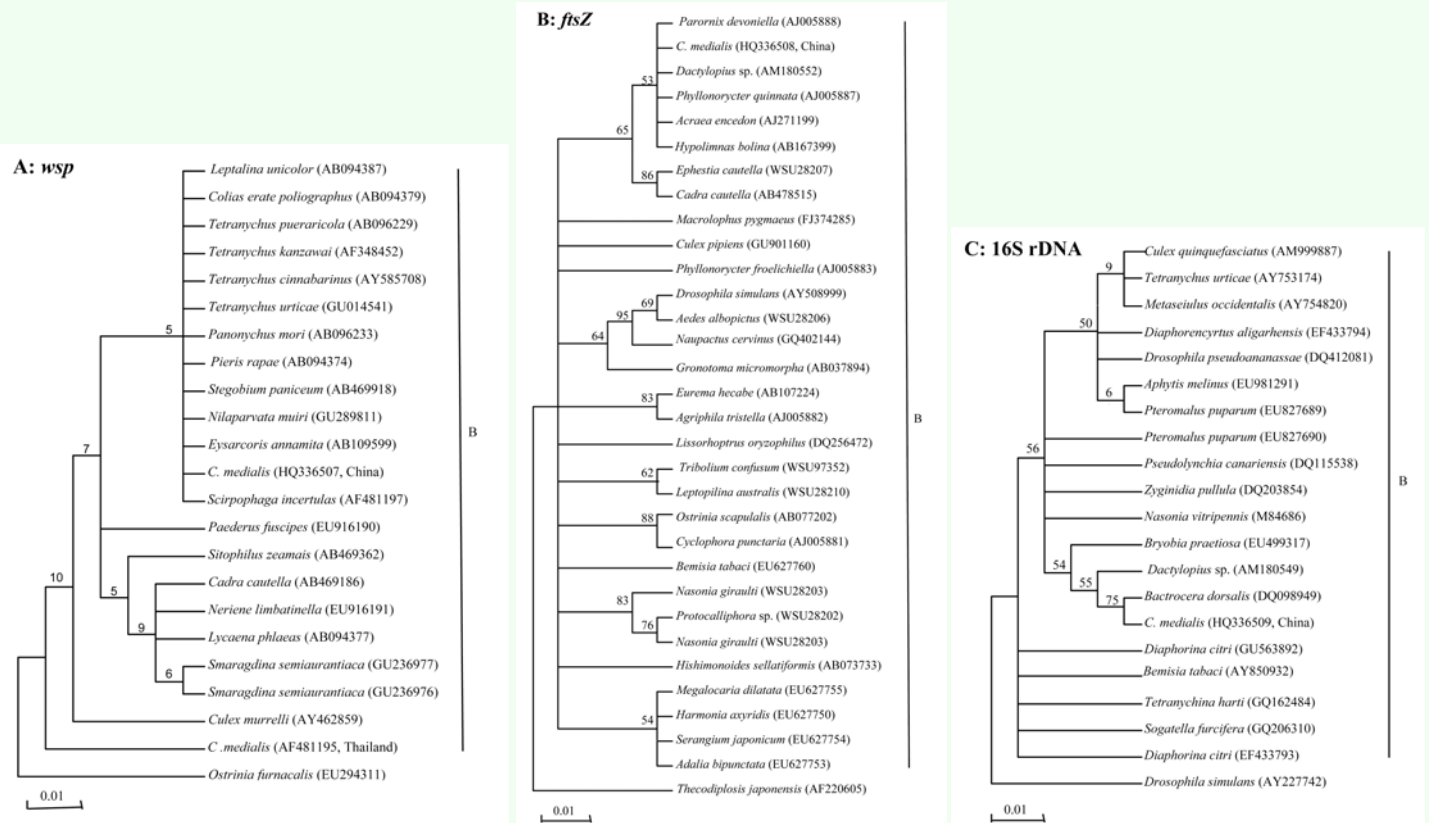 A: wsp
Leptalina unicolor (AB094387)
Colias erate poliographus (AB094379)
Tetranychus pueraricola (AB096229)
Tetranychus kanzawai (AF348452)
Tetranychus cinnabarinus (AY585708)
Tetranychus urticae (GU014541)
5
Panonychus mori (AB096233)
Pieris rapae (AB094374)
Stegobium paniceum (AB469918)
Nilaparvata muiri (GU289811)
Eysarcoris annamita (AB109599)
B
7
C. medialis (HQ336507, China)
Scirpophaga incertulas (AF481197)
Paederus fuscipes (EU916190)
Sitophilus zeamais (AB469362)
10
Cadra cautella (AB469186)
5
Neriene limbatinella (EU916191)
9
Lycaena phlaeas (AB094377)
Smaragdina semiaurantiaca (GU236977)
6
Smaragdina semiaurantiaca (GU236976)
Culex murrelli (AY462859)
C .medialis (AF481195, Thailand)
Ostrinia furnacalis (EU294311)
0.01
B: ftsZ
Parornix devoniella (AJ005888)
C. medialis (HQ336508, China)
Dactylopius sp. (AM180552)
53
Phyllonorycter quinnata (AJ005887)
Acraea encedon (AJ271199)
65
Hypolimnas bolina (AB167399)
Ephestia cautella (WSU28207)
86
Cadra cautella (AB478515)
Macrolophus pygmaeus (FJ374285)
Culex pipiens (GU901160)
Phyllonorycter froelichiella (AJ005883)
Drosophila simulans (AY508999)
69
Aedes albopictus (WSU28206)
95
Naupactus cervinus (GQ402144)
64
Gronotoma micromorpha (AB037894)
Eurema hecabe (AB107224)
83
Agriphila tristella (AJ005882)
B
Lissorhoptrus oryzophilus (DQ256472)
Tribolium confusum (WSU97352)
62
Leptopilina australis (WSU28210)
Ostrinia scapulalis (AB077202)
88
Cyclophora punctaria (AJ005881)
Bemisia tabaci (EU627760)
Nasonia giraulti (WSU28203)
83
Protocalliphora sp. (WSU28202)
76
Nasonia giraulti (WSU28203)
Hishimonoides sellatiformis (AB073733)
Megalocaria dilatata (EU627755)
Harmonia axyridis (EU627750)
54
Serangium japonicum (EU627754)
Adalia bipunctata (EU627753)
Thecodiplosis japonensis (AF220605)
0.01
C: 16S rDNA
Culex quinquefasciatus (AM999887)
9
Tetranychus urticae (AY753174)
Metaseiulus occidentalis (AY754820)
50
Diaphorencyrtus aligarhensis (EF433794)
Drosophila pseudoananassae (DQ412081)
Aphytis melinus (EU981291)
6
Pteromalus puparum (EU827689)
Pteromalus puparum (EU827690)
56
Pseudolynchia canariensis (DQ115538)
B
Zyginidia pullula (DQ203854)
Nasonia vitripennis (M84686)
Bryobia praetiosa (EU499317)
54
Dactylopius sp. (AM180549)
55
Bactrocera dorsalis (DQ098949)
75
C. medialis (HQ336509, China)
Diaphorina citri (GU563892)
Bemisia tabaci (AY850932)
Tetranychina harti (GQ162484)
Sogatella furcifera (GQ206310)
Diaphorina citri (EF433793)
Drosophila simulans (AY227742)
0.01